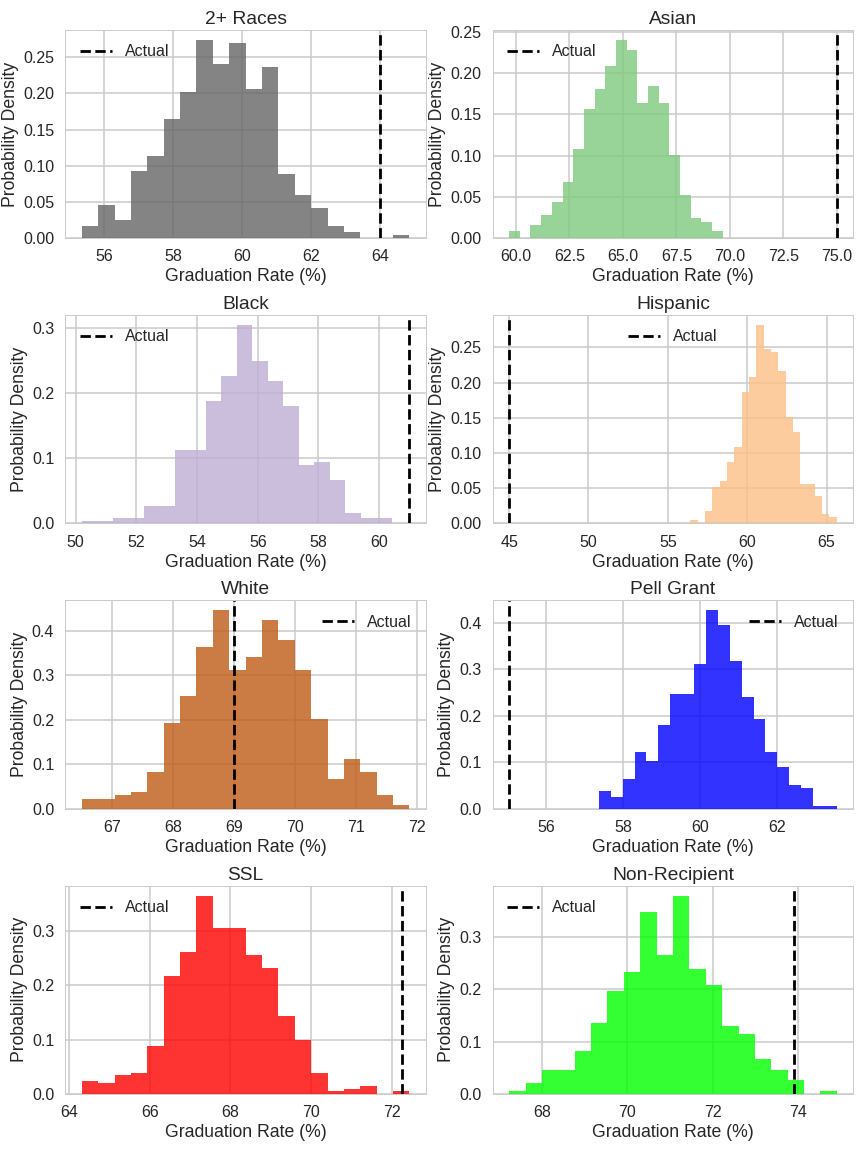 2+ Races
Actual
Probability Density
0.25
0.20
0.15
0.10
0.05
0.00
56 58 60 62 64
Graduation Rate (%)
Asian
Actual
Probability Density
0.25
0.20
0.15
0.10
0.05
0.00
60.0 62.5 65.0 67.5 70.0 72.5 75.0
Graduation Rate (%)
Black
Actual
Probability Density
0.3
0.2
0.1
0.0
50 52 54 56 58 60
Graduation Rate (%)
Hispanic
Actual
Probability Density
0.25
0.20
0.15
0.10
0.05
0.00
45 50 55 60 65
Graduation Rate (%)
White
Actual
Probability Density
0.4
0.3
0.2
0.1
0.0
67 68 69 70 71 72
Graduation Rate (%)
Pell Grant
Actual
Probability Density
0.4
0.3
0.2
0.1
0.0
56 58 60 62
Graduation Rate (%)
SSL
Actual
Probability Density
0.3
0.2
0.1
0.0
64 66 68 70 72
Graduation Rate (%)
Non-Recipient
Actual
Probability Density
0.3
0.2
0.1
0.0
68 70 72 74
Graduation Rate (%)